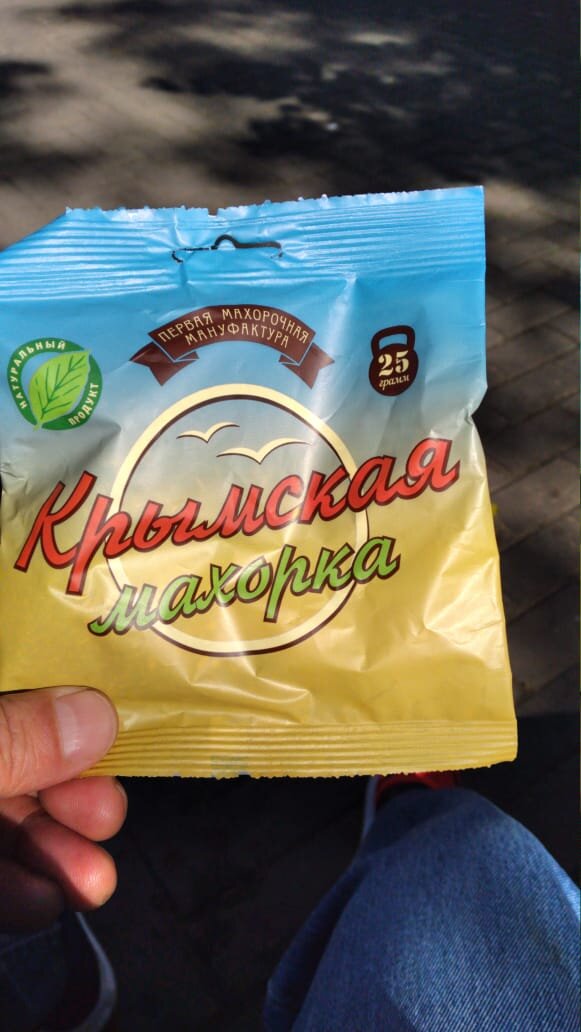 ПЕРВАЯ МАХОРОЧНАЯ
МАНУФАКТУРА
НАТУРАЛЬНЫЙ
ПРОДУКТ
25
грамм
Крымская
махорка